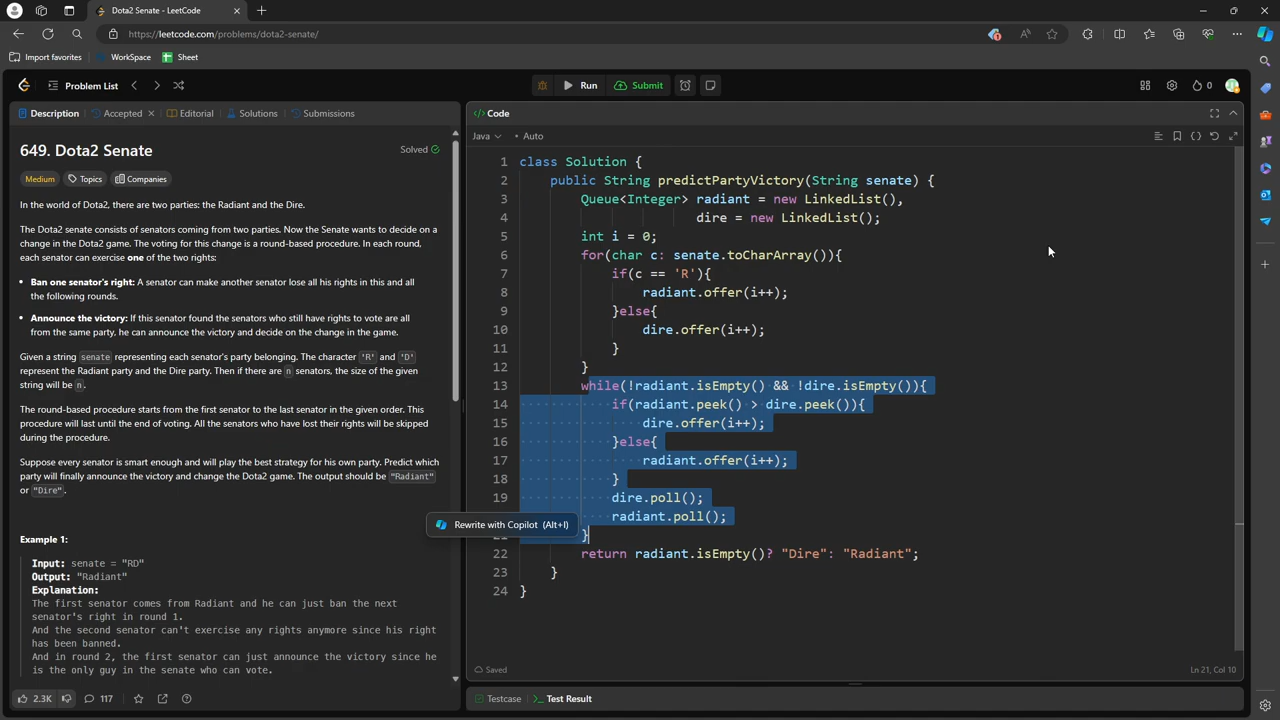 Dota2 Senate - LeetCode
https://leetcode.com/problems/dota2-senate/
Import favorites WorkSpace Sheet
Problem List Run Submit 0
Description Accepted Editorial Solutions Submissions
649. Dota2 Senate Solved
Medium Topics Companies
In the world of Dota2, there are two parties: the Radiant and the Dire.
The Dota2 senate consists of senators coming from two parties. Now the Senate wants to decide on a
change in the Dota2 game. The voting for this change is a round-based procedure. In each round,
each senator can exercise one of the two rights:
Ban one senator's right: A senator can make another senator lose all his rights in this and all
the following rounds.
Announce the victory: If this senator found the senators who still have rights to vote are all
from the same party, he can announce the victory and decide on the change in the game.
Given a string senate representing each senator's party belonging. The character 'R' and 'D'
represent the Radiant party and the Dire party. Then if there are n senators, the size of the given
string will be n.
The round-based procedure starts from the first senator to the last senator in the given order. This
procedure will last until the end of voting. All the senators who have lost their rights will be skipped
during the procedure.
Suppose every senator is smart enough and will play the best strategy for his own party. Predict which
party will finally announce the victory and change the Dota2 game. The output should be "Radiant"
or "Dire".
Example 1:
Input: senate = "RD"
Output: "Radiant"
Explanation:
The first senator comes from Radiant and he can just ban the next
senator's right in round 1.
And the second senator can't exercise any rights anymore since his right
has been banned.
And in round 2, the first senator can just announce the victory since he
is the only guy in the senate who can vote.
2.3K 117
Code
Java Auto
1 class Solution {
2 public String predictPartyVictory(String senate) {
3 Queue<Integer> radiant = new LinkedList(),
4 dire = new LinkedList();
5 int i = 0;
6 for(char c: senate.toCharArray()){
7 if(c == 'R'){
8 radiant.offer(i++);
9 }else{
10 dire.offer(i++);
11 }
12 }
13 while(!radiant.isEmpty() && !dire.isEmpty()){
14 if(radiant.peek() > dire.peek()){
15 dire.offer(i++);
16 }else{
17 radiant.offer(i++);
18 }
19 dire.poll();
radiant.poll();
}
22 return radiant.isEmpty()? "Dire": "Radiant";
23 }
24 }
Rewrite with Copilot (Alt+I)
Saved Ln 21, Col 10
Testcase Test Result